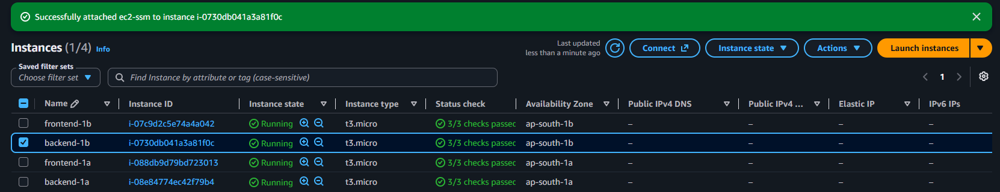 Successfully attached ec2-ssm to instance i-0730db041a3a81f0c
Instances (1/4) Info
Last updated
less than a minute ago
Connect
Instance state
Actions
Launch instances
Saved filter sets
Choose filter set
Find Instance by attribute or tag (case-sensitive)
1
Name Instance ID Instance state Instance type Status check Availability Zone Public IPv4 DNS Public IPv4 ... Elastic IP IPv6 IPs
frontend-1b i-07c9d2c5e74a4a042 Running t3.micro 3/3 checks passec ap-south-1b – – – –
backend-1b i-0730db041a3a81f0c Running t3.micro 3/3 checks passec ap-south-1b – – – –
frontend-1a i-088db9d79bd723013 Running t3.micro 3/3 checks passec ap-south-1a – – – –
backend-1a i-08e84774ec42f79b4 Running t3.micro 3/3 checks passec ap-south-1a – – – –